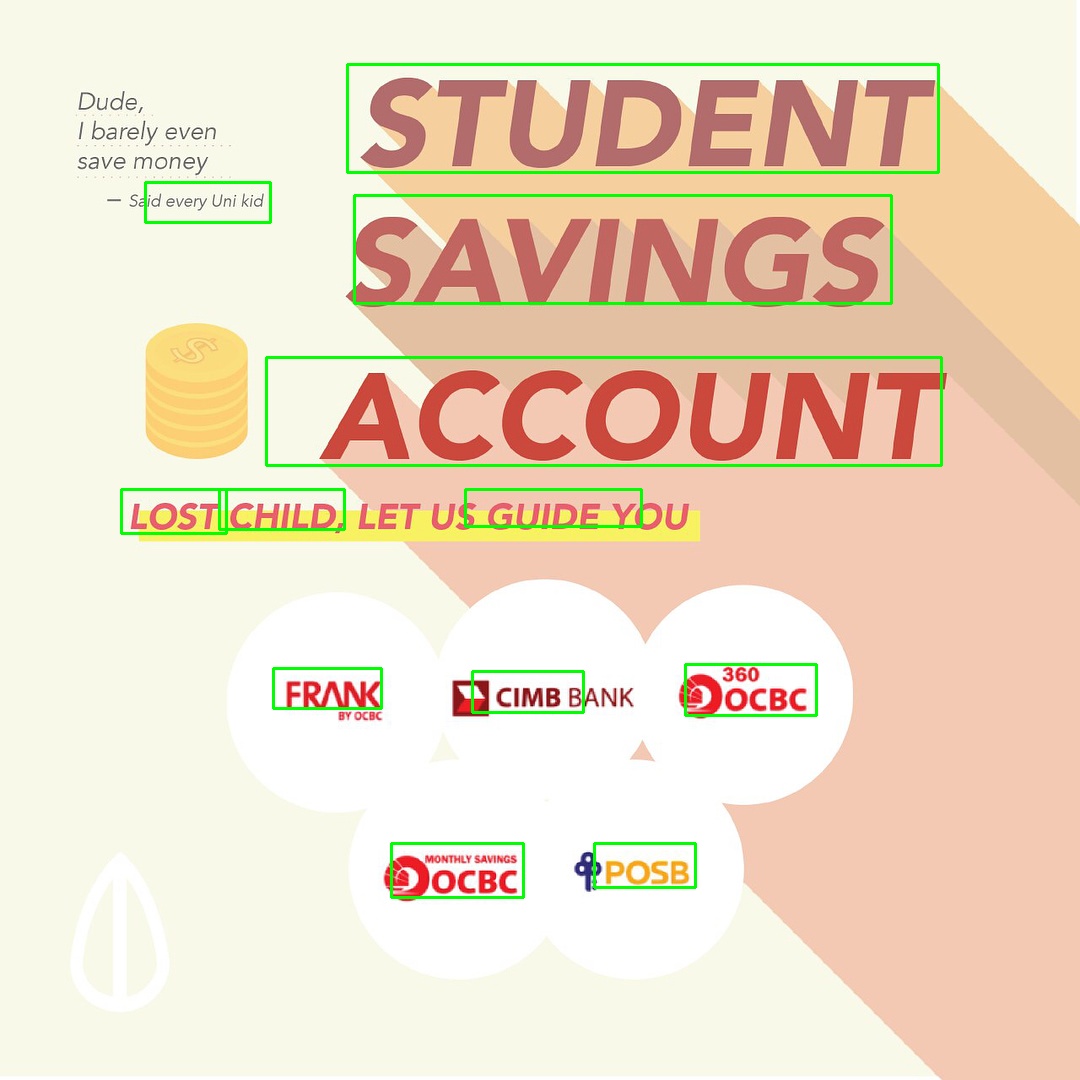 Dude,
I barely even
save money
— Said every Uni kid
STUDENT
SAVINGS
ACCOUNT
LOST CHILD, LET US GUIDE YOU
FRANK
BY OCBC
CIMB BANK
360
OCBC
MONTHLY SAVINGS
OCBC
POSB